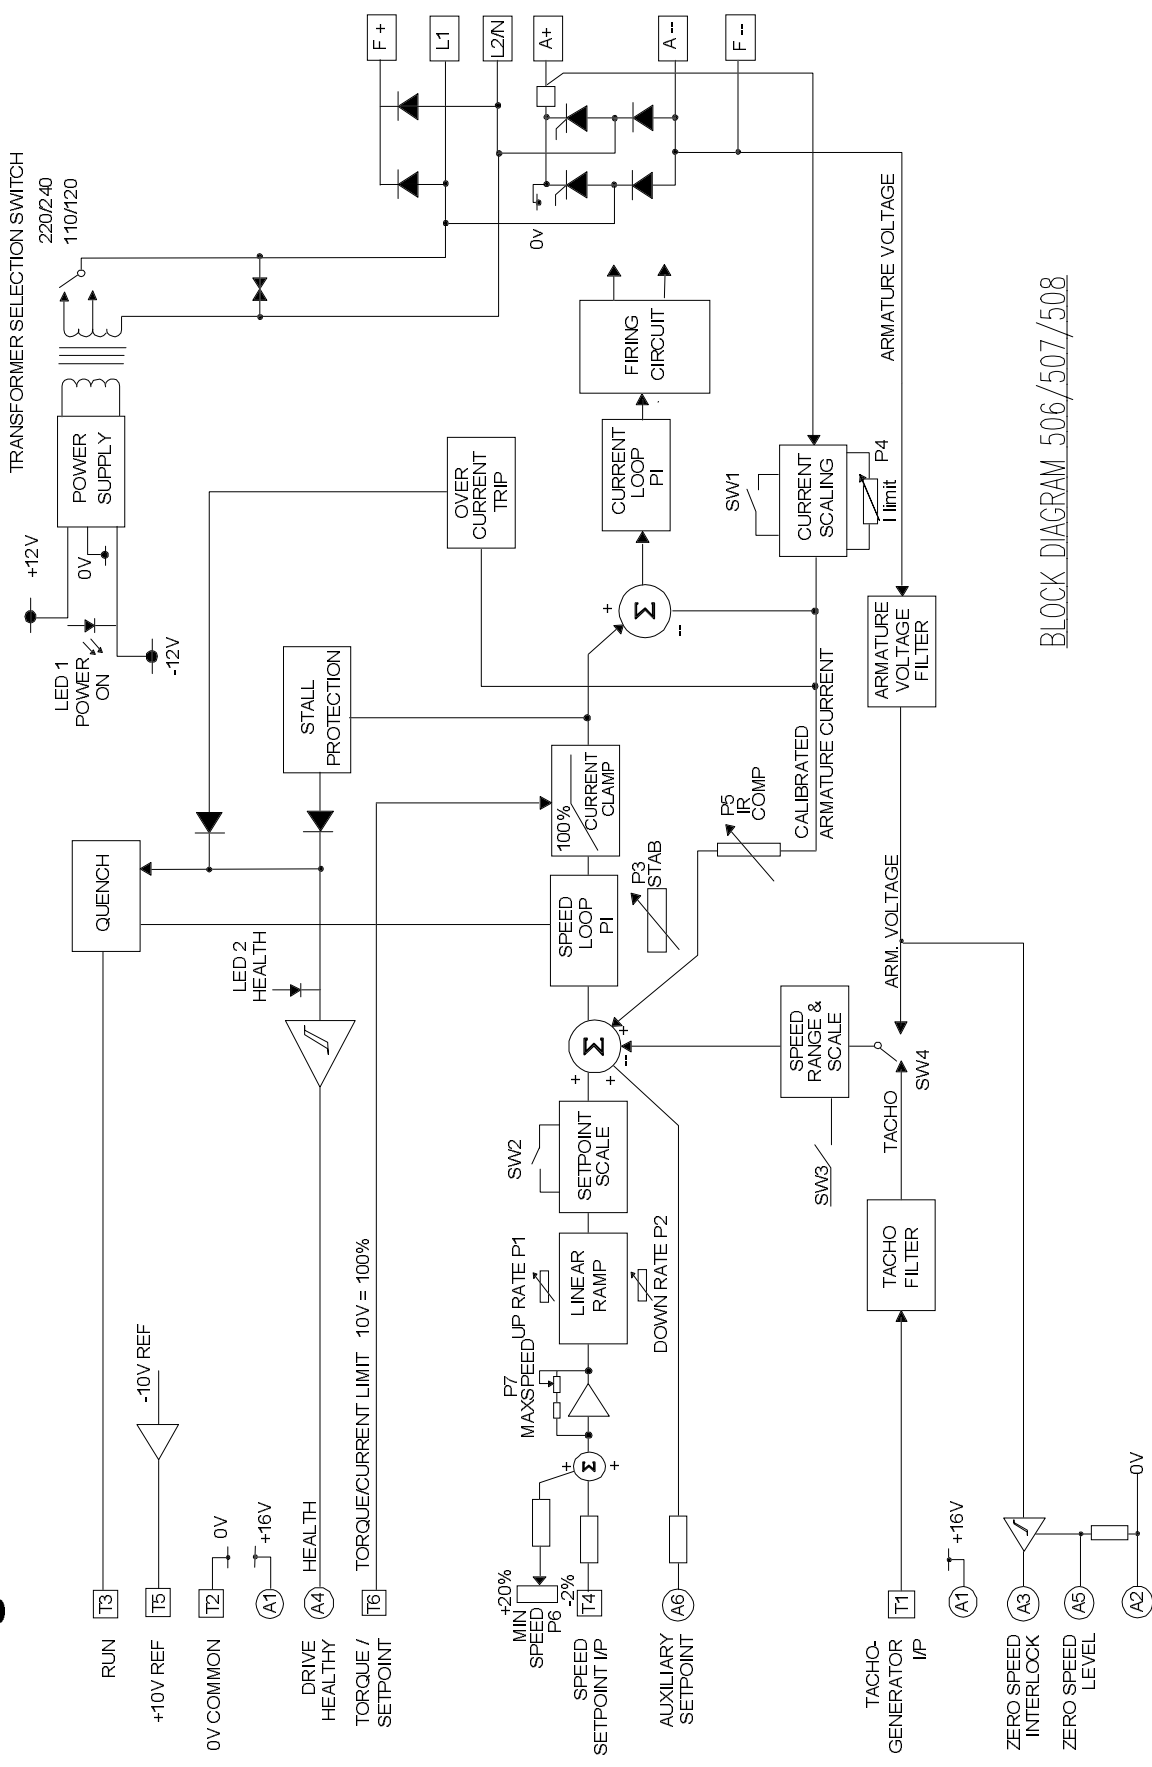 TRANSFORMER SELECTION SWITCH
220/240
110/120
F +
L1
L2/N
A+
A --
F --
+12V
0V
-12V
LED 1
POWER
ON
POWER
SUPPLY
0v
ARMATURE VOLTAGE
FIRING
CIRCUIT
OVER
CURRENT
TRIP
CURRENT
LOOP
PI
SW1
CURRENT
SCALING
P4
I limit
STALL
PROTECTION
Σ
+
--
ARMATURE
VOLTAGE
FILTER
QUENCH
100%
CURRENT
CLAMP
P5
IR
COMP
CALIBRATED
ARMATURE CURRENT
LED 2
HEALTH
SPEED
LOOP
PI
P3
STAB
ARM. VOLTAGE
Σ
+
--
+
+
SPEED
RANGE &
SCALE
SW4
SW3
TACHO
SW2
SETPOINT
SCALE
UP RATE P1
LINEAR
RAMP
DOWN RATE P2
TACHO
FILTER
P7
MAXSPEED
-10V REF
Σ
+
+
0V
+16V
HEALTH
TORQUE/CURRENT LIMIT 10V = 100%
+16V
0V
+20%
MIN
SPEED
P6
-2%
T3
RUN
T5
+10V REF
T2
0V COMMON
A1
A4
DRIVE
HEALTHY
T6
TORQUE /
SETPOINT
T4
SPEED
SETPOINT I/P
A6
AUXILIARY
SETPOINT
T1
TACHO-
GENERATOR
I/P
A1
A3
ZERO SPEED
INTERLOCK
A5
ZERO SPEED
LEVEL
A2
BLOCK DIAGRAM 506/507/508